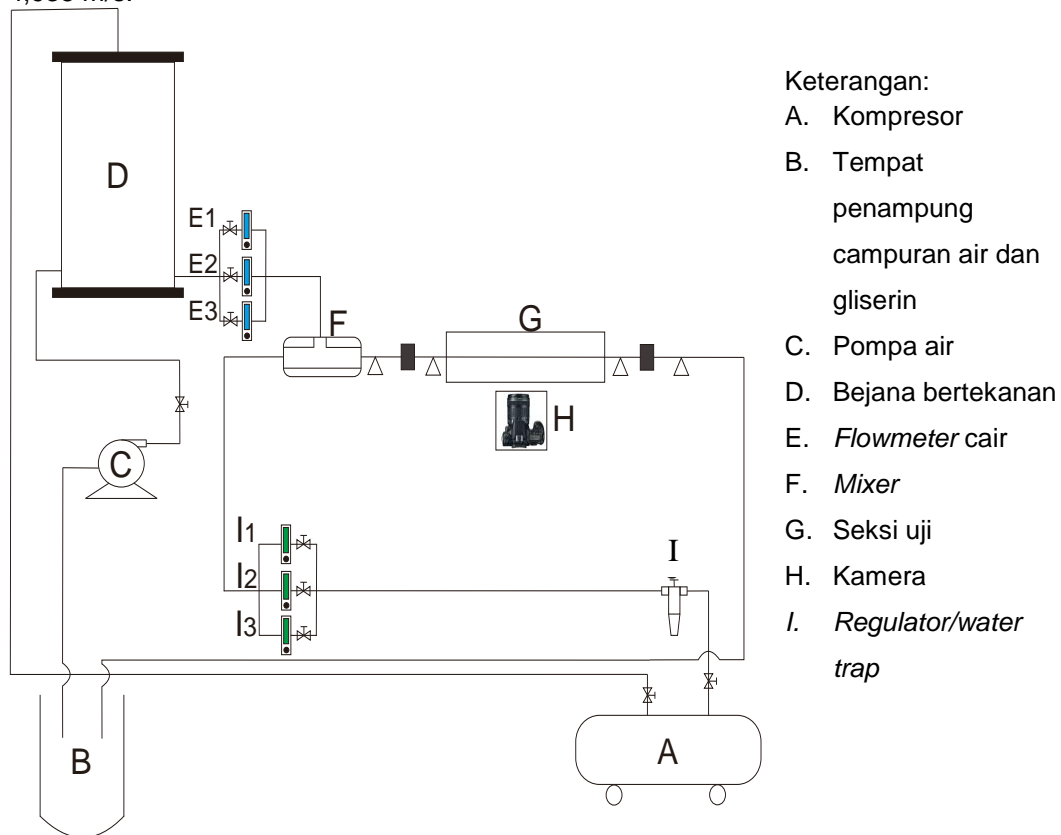 D
E1
E2
E3
F
G
H
C
I1
I2
I3
I
A
B
Keterangan:
A. Kompresor
B. Tempat
penampung
campuran air dan
gliserin
C. Pompa air
D. Bejana bertekanan
E. Flowmeter cair
F. Mixer
G. Seksi uji
H. Kamera
I. Regulator/water
trap